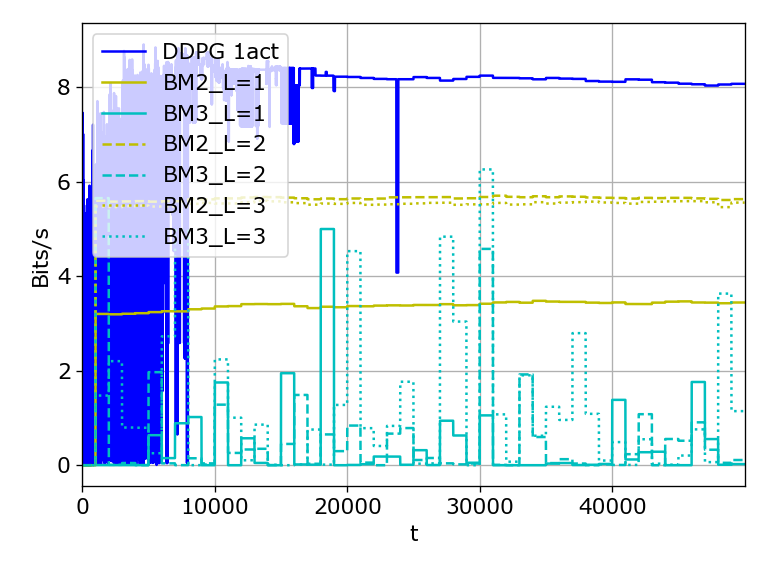 DDPG 1act
BM2_L=1
BM3_L=1
BM2_L=2
BM3_L=2
BM2_L=3
BM3_L=3
Bits/s
8
6
4
2
0
0 10000 20000 30000 40000
t